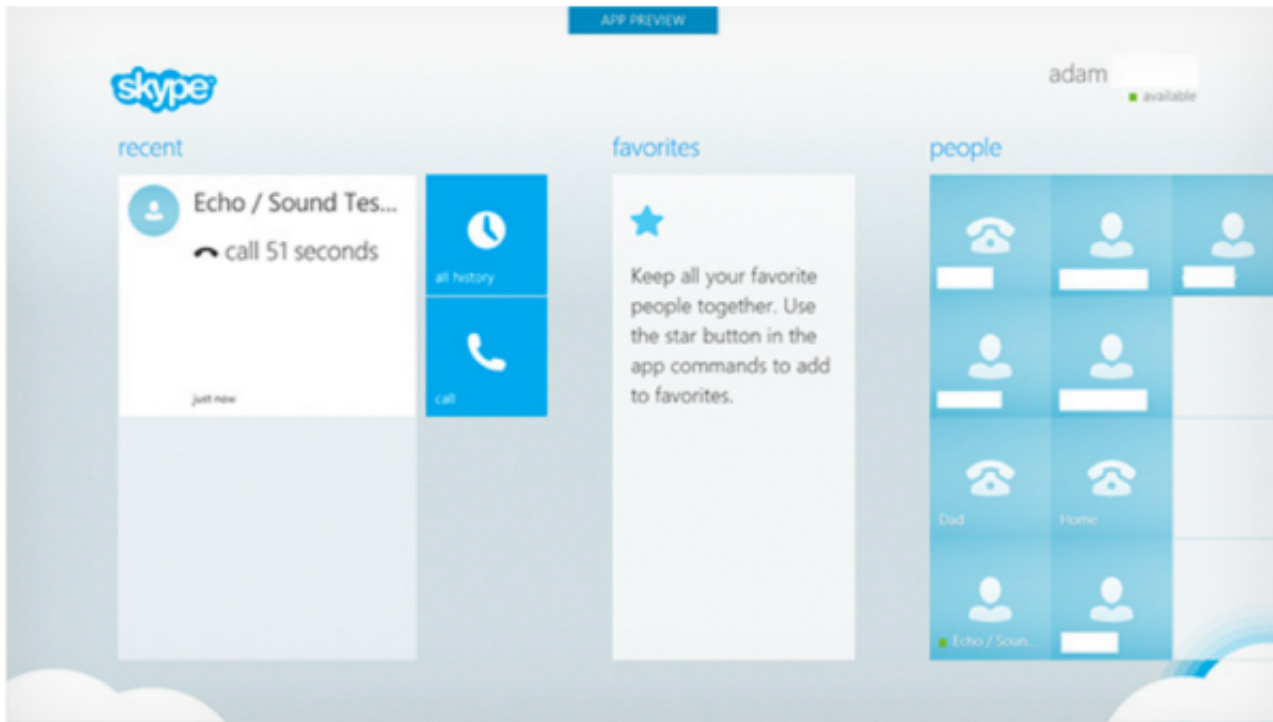 APP PREVIEW
skype
adam
available
recent
Echo / Sound Tes...
call 51 seconds
just now
all history
call
favorites
Keep all your favorite
people together. Use
the star button in the
app commands to add
to favorites.
people
Dad
Home
Echo / Soun...